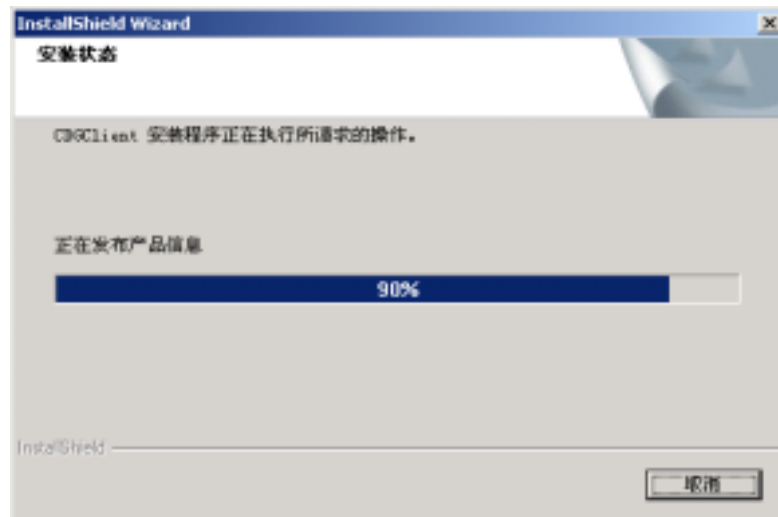 InstallShield Wizard
安装状态
CDGClient 安装程序正在执行所请求的操作。
正在发布产品信息
90%
InstallShield
取消